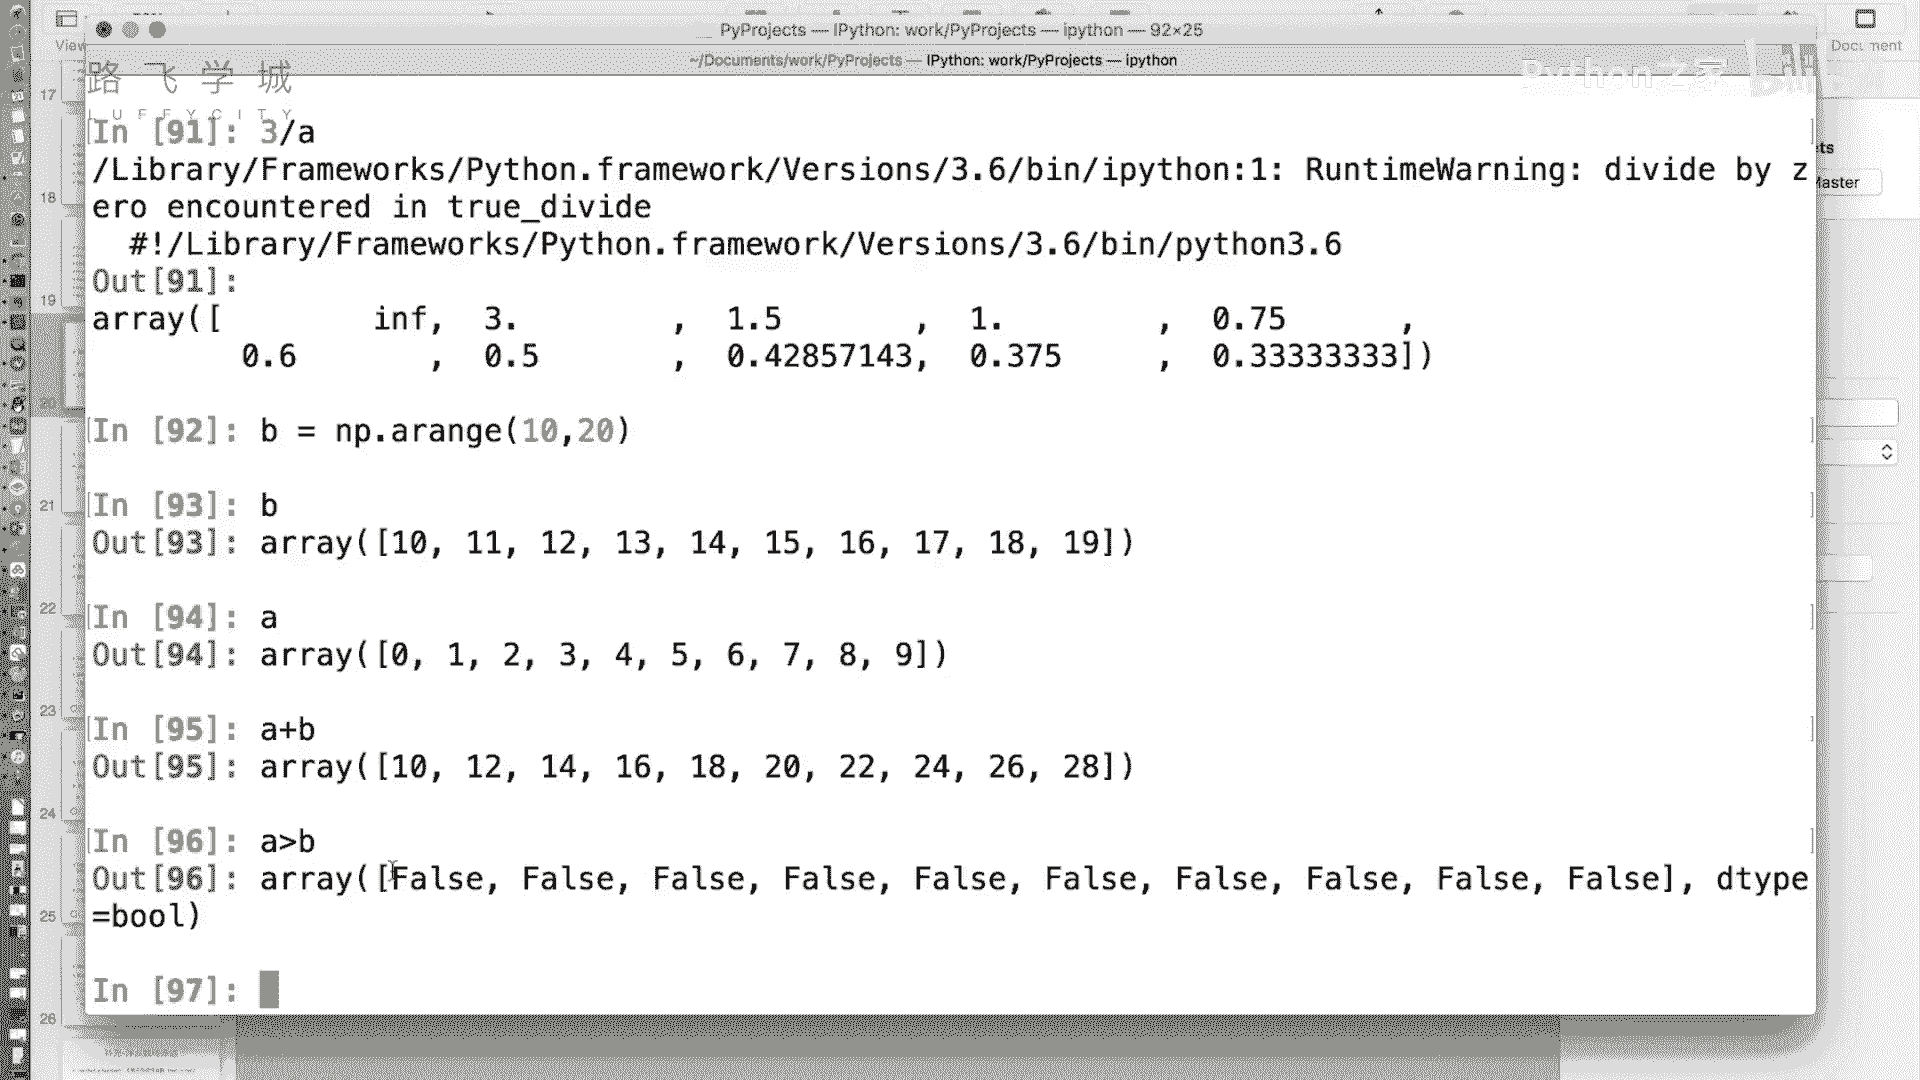 PyProjects — IPython: work/PyProjects — ipython — 92×25
View
Document
~/Documents/work/PyProjects — IPython: work/PyProjects — ipython
路飞学城
LUFFYCITY
Python之家
In [91]: 3/a
/Library/Frameworks/Python.framework/Versions/3.6/bin/ipython:1: RuntimeWarning: divide by z
ero encountered in true_divide
#!/Library/Frameworks/Python.framework/Versions/3.6/bin/python3.6
Out[91]:
array([        inf,  3.        ,  1.5       ,  1.        ,  0.75      ,
        0.6       ,  0.5       ,  0.42857143,  0.375     ,  0.33333333])
In [92]: b = np.arange(10,20)
In [93]: b
Out[93]: array([10, 11, 12, 13, 14, 15, 16, 17, 18, 19])
In [94]: a
Out[94]: array([0, 1, 2, 3, 4, 5, 6, 7, 8, 9])
In [95]: a+b
Out[95]: array([10, 12, 14, 16, 18, 20, 22, 24, 26, 28])
In [96]: a>b
Out[96]: array([False, False, False, False, False, False, False, False, False, False], dtype
=bool)
In [97]:
17
18
19
20
21
22
23
24
25
26
ts
Master